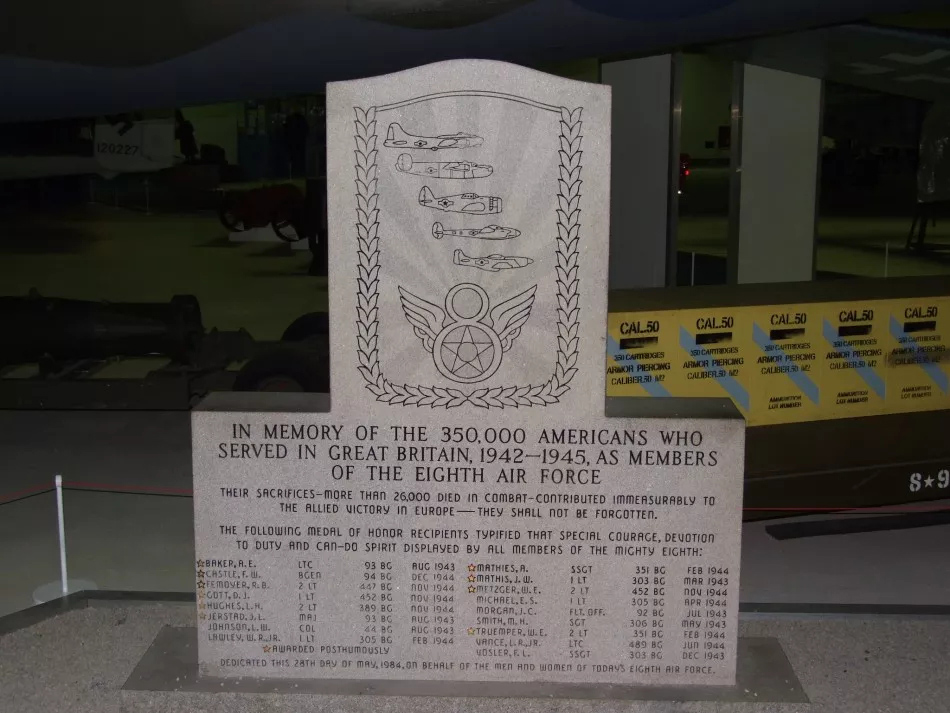 120227
CAL.50 CAL.50 CAL.50 CAL.50 CAL.50
350 CARTRIDGES 350 CARTRIDGES 350 CARTRIDGES 350 CARTRIDGES 350 CARTRIDGES
ARMOR PIERCING ARMOR PIERCING ARMOR PIERCING ARMOR PIERCING ARMOR PIERCING
CALIBER.50 M2 CALIBER.50 M2 CALIBER.50 M2 CALIBER.50 M2 CALIBER.50 M2
AMMUNITION
LOT NUMBER
S★9
IN MEMORY OF THE 350,000 AMERICANS WHO
SERVED IN GREAT BRITAIN, 1942—1945, AS MEMBERS
OF THE EIGHTH AIR FORCE
THEIR SACRIFICES—MORE THAN 26,000 DIED IN COMBAT—CONTRIBUTED IMMEASURABLY TO
THE ALLIED VICTORY IN EUROPE—THEY SHALL NOT BE FORGOTTEN.
THE FOLLOWING MEDAL OF HONOR RECIPIENTS TYPIFIED THAT SPECIAL COURAGE, DEVOTION
TO DUTY AND CAN-DO SPIRIT DISPLAYED BY ALL MEMBERS OF THE MIGHTY EIGHTH:
☆BAKER, A.E. LTC 93 BG AUG 1943
☆CASTLE, F.W. BGEN 94 BG DEC 1944
☆FEMOYER, R.B. 2 LT 447 BG NOV 1944
☆GOTT, D.J. 1 LT 452 BG NOV 1944
☆HUGHES, L.H. 2 LT 389 BG NOV 1944
☆JERSTAD, J.L. MAJ 93 BG AUG 1943
JOHNSON, L.W. COL 44 BG AUG 1943
LAWLEY, W.R., JR. 1 LT 305 BG FEB 1944
☆MATHIES, A. SSGT 351 BG FEB 1944
☆MATHIS, J.W. 1 LT 303 BG MAR 1943
☆METZGER, W.E. 2 LT 452 BG NOV 1944
MICHAEL, E.S. 1 LT 305 BG APR 1944
MORGAN, J.C. FLT. OFF. 92 BG JUL 1943
SMITH, M.H. SGT 306 BG MAY 1943
☆TRUEMPER, W.E. 2 LT 351 BG FEB 1944
VANCE, L.R., JR. LTC 489 BG JUN 1944
VOSLER, F.L. SSGT 303 BG DEC 1943
☆AWARDED POSTHUMOUSLY
DEDICATED THIS 28TH DAY OF MAY, 1984, ON BEHALF OF THE MEN AND WOMEN OF TODAY'S EIGHTH AIR FORCE.